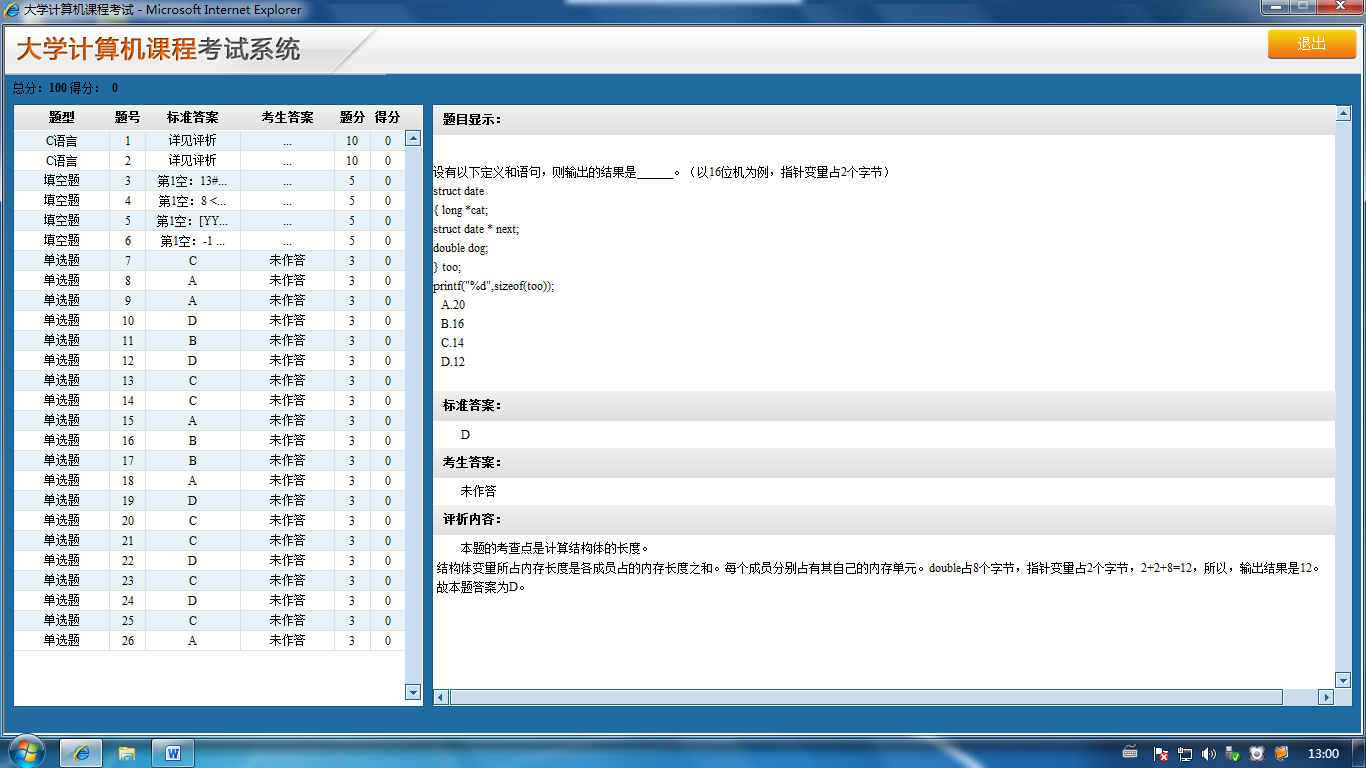 大学计算机课程考试 - Microsoft Internet Explorer
大学计算机课程考试系统
退出
总分：100 得分： 0
题型 题号 标准答案 考生答案 题分 得分
C语言 1 详见评析 ... 10 0
C语言 2 详见评析 ... 10 0
填空题 3 第1空：13#... ... 5 0
填空题 4 第1空：8 <... ... 5 0
填空题 5 第1空：[YY... ... 5 0
填空题 6 第1空：-1 ... ... 5 0
单选题 7 C 未作答 3 0
单选题 8 A 未作答 3 0
单选题 9 A 未作答 3 0
单选题 10 D 未作答 3 0
单选题 11 B 未作答 3 0
单选题 12 D 未作答 3 0
单选题 13 C 未作答 3 0
单选题 14 C 未作答 3 0
单选题 15 A 未作答 3 0
单选题 16 B 未作答 3 0
单选题 17 B 未作答 3 0
单选题 18 A 未作答 3 0
单选题 19 D 未作答 3 0
单选题 20 C 未作答 3 0
单选题 21 C 未作答 3 0
单选题 22 D 未作答 3 0
单选题 23 C 未作答 3 0
单选题 24 D 未作答 3 0
单选题 25 C 未作答 3 0
单选题 26 A 未作答 3 0
题目显示：
设有以下定义和语句，则输出的结果是______。（以16位机为例，指针变量占2个字节）
struct date
{ long *cat;
struct date * next;
double dog;
} too;
printf("%d",sizeof(too));
A.20
B.16
C.14
D.12
标准答案：
D
考生答案：
未作答
评析内容：
本题的考查点是计算结构体的长度。
结构体变量所占内存长度是各成员占的内存长度之和。每个成员分别占有其自己的内存单元。double占8个字节，指针变量占2个字节，2+2+8=12，所以，输出结果是12。
故本题答案为D。
13:00